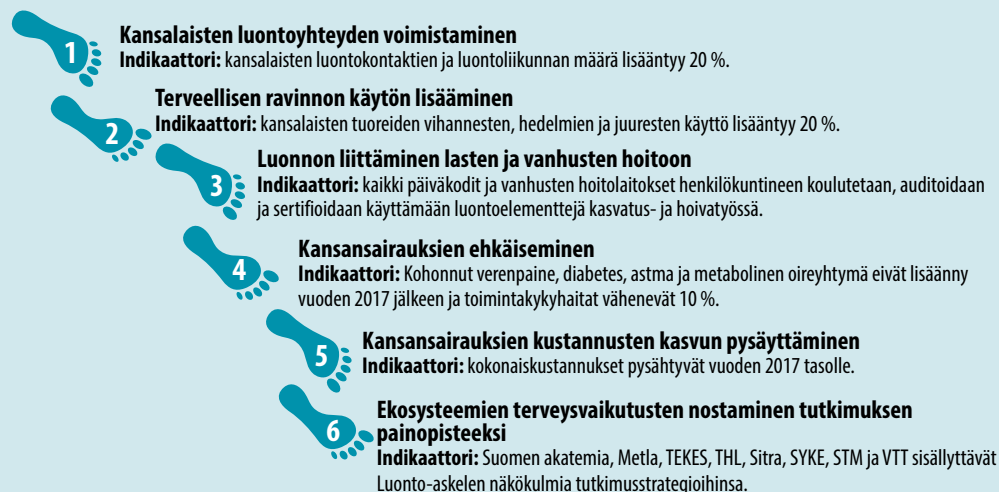 1 Kansalaisten luontoyhteyden voimistaminen
Indikaattori: kansalaisten luontokontaktien ja luontoliikunnan määrä lisääntyy 20 %.
2 Terveellisen ravinnon käytön lisääminen
Indikaattori: kansalaisten tuoreiden vihannesten, hedelmien ja juuresten käyttö lisääntyy 20 %.
3 Luonnon liittäminen lasten ja vanhusten hoitoon
Indikaattori: kaikki päiväkodit ja vanhusten hoitolaitokset henkilökuntineen koulutetaan, auditoidaan
ja sertifioidaan käyttämään luontoelementtejä kasvatus- ja hoivatyössä.
4 Kansansairauksien ehkäiseminen
Indikaattori: Kohonnut verenpaine, diabetes, astma ja metabolinen oireyhtymä eivät lisäänny
vuoden 2017 jälkeen ja toimintakykyhaitat vähenevät 10 %.
5 Kansansairauksien kustannusten kasvun pysäyttäminen
Indikaattori: kokonaiskustannukset pysähtyvät vuoden 2017 tasolle.
6 Ekosysteemien terveysvaikutusten nostaminen tutkimuksen
painopisteeksi
Indikaattori: Suomen akatemia, Metla, TEKES, THL, Sitra, SYKE, STM ja VTT sisällyttävät
Luonto-askelen näkökulmia tutkimusstrategioihinsa.